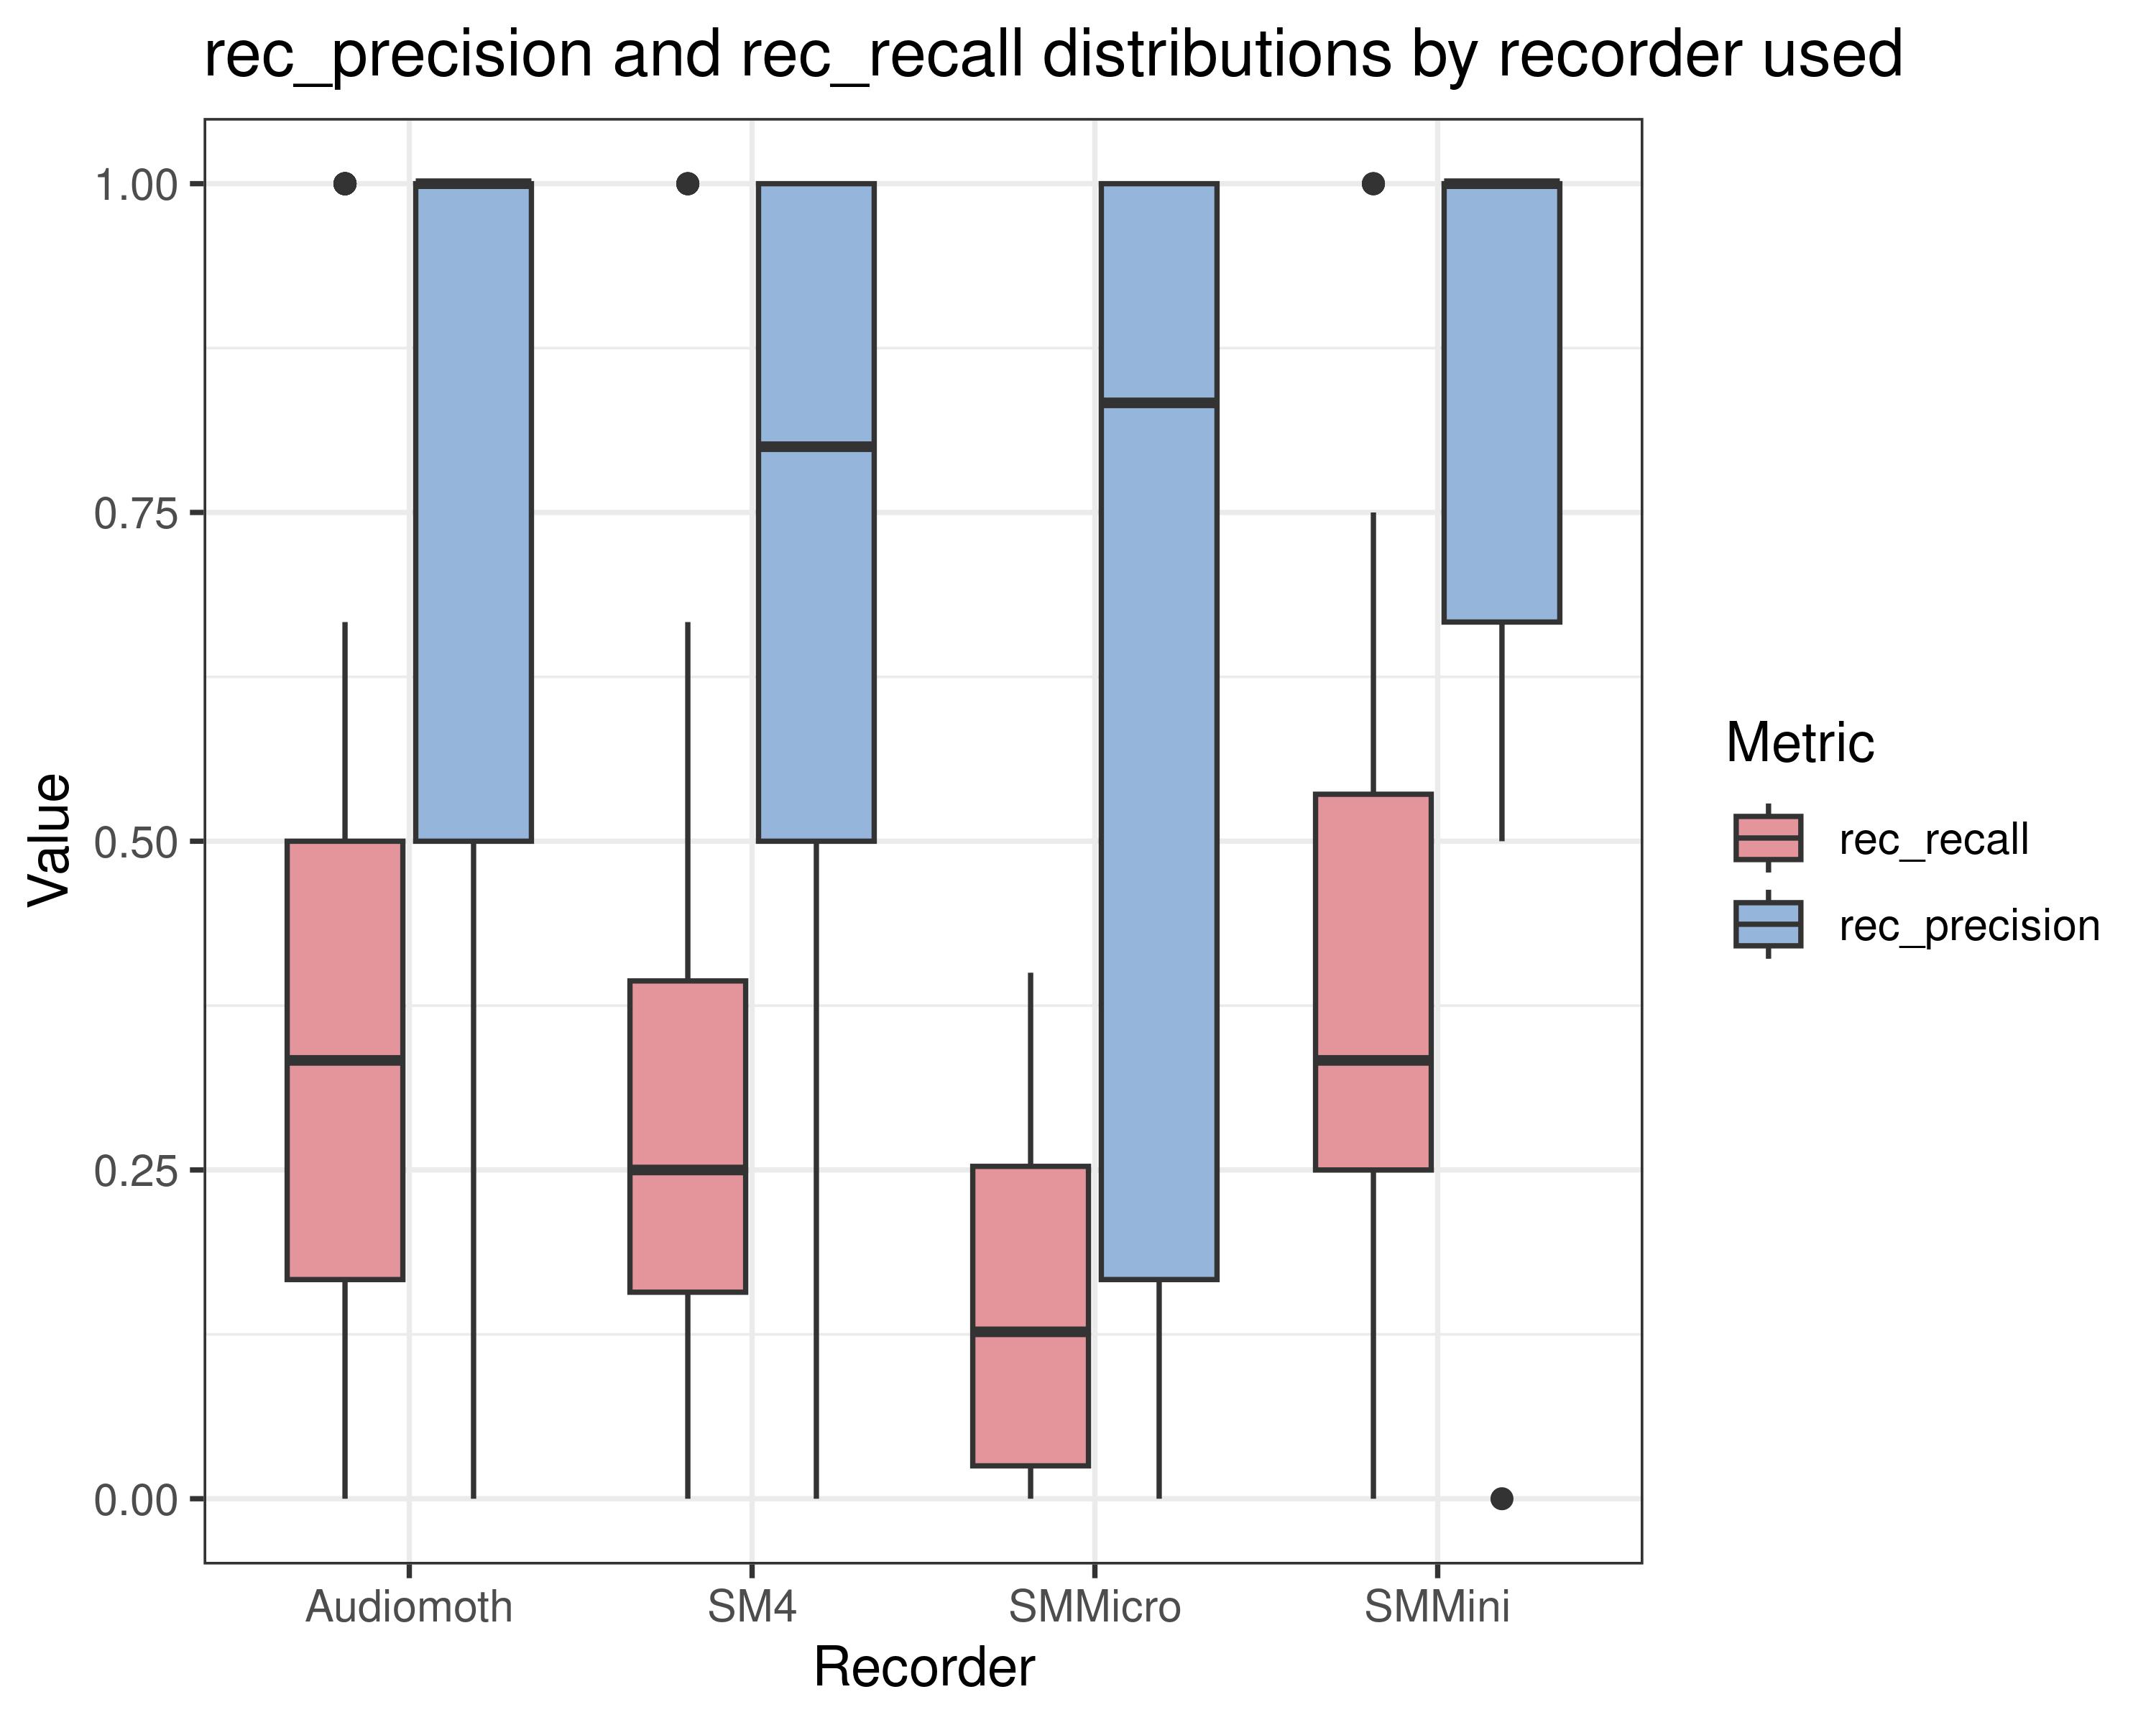 rec_precision and rec_recall distributions by recorder used
Value
1.00
0.75
0.50
0.25
0.00
Audiomoth
SM4
SMMicro
SMMini
Recorder
Metric
rec_recall
rec_precision